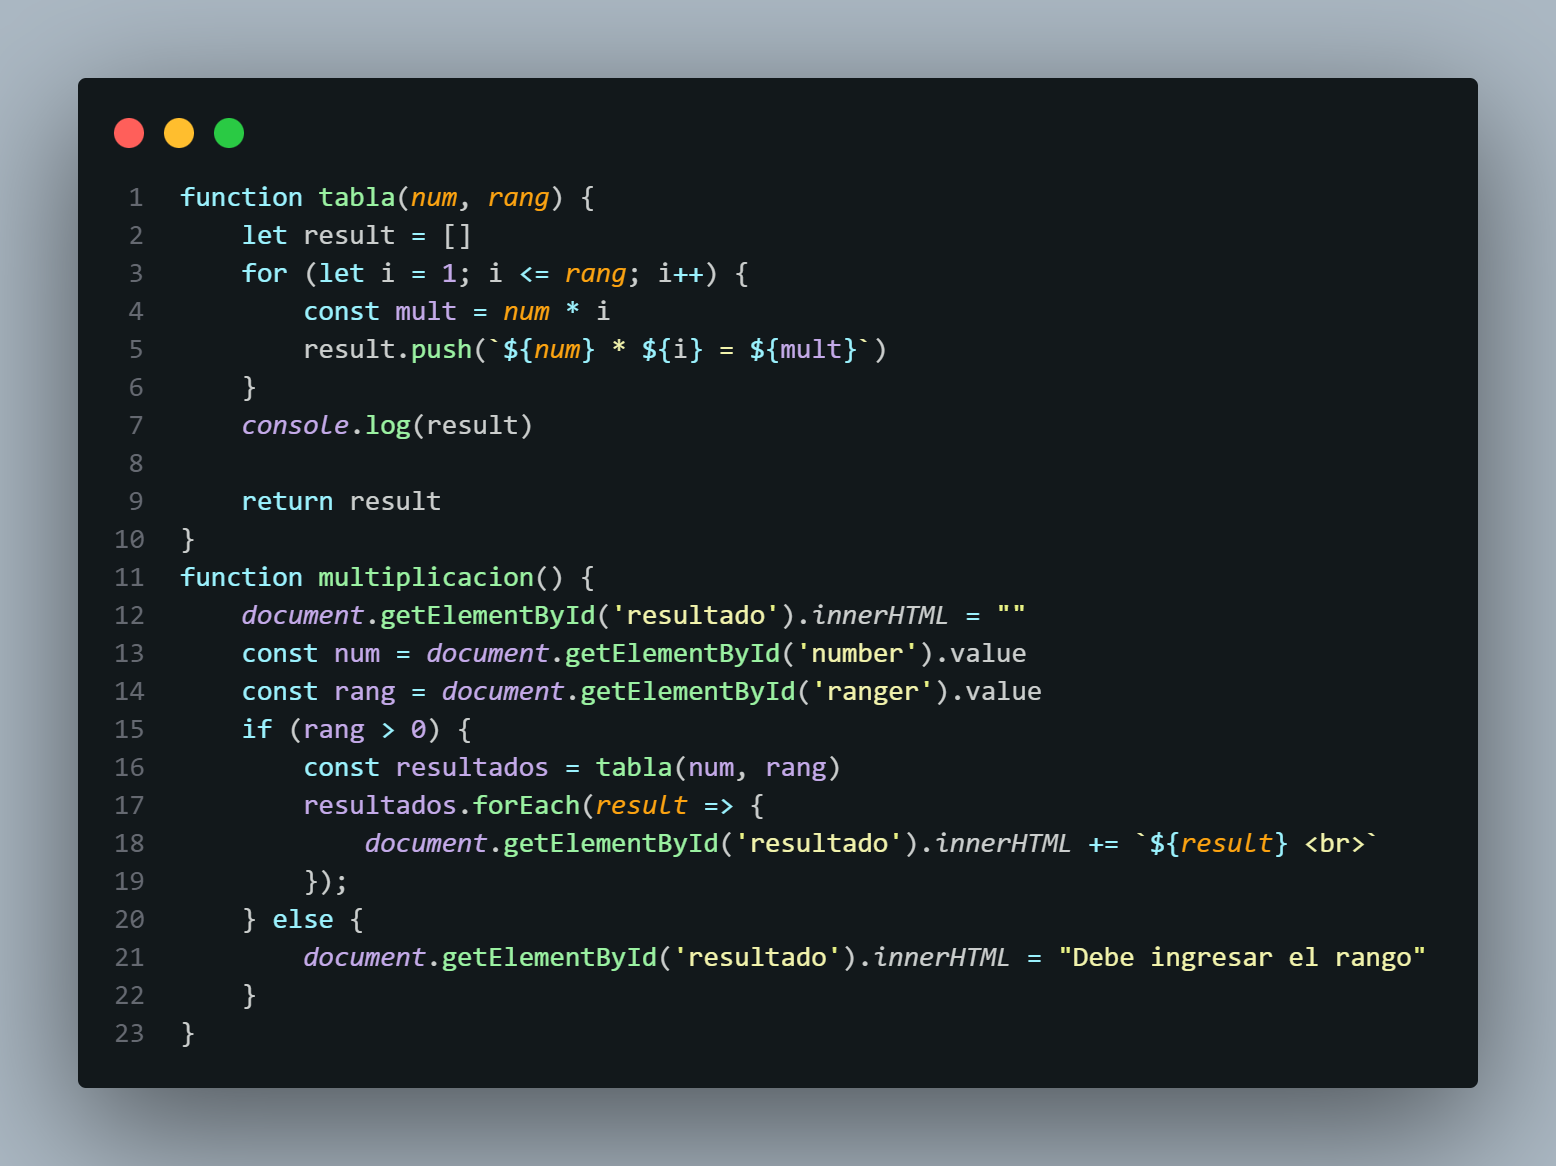 1 function tabla(num, rang) {
2     let result = []
3     for (let i = 1; i <= rang; i++) {
4         const mult = num * i
5         result.push(`${num} * ${i} = ${mult}`)
6     }
7     console.log(result)
8
9     return result
10 }
11 function multiplicacion() {
12     document.getElementById('resultado').innerHTML = ""
13     const num = document.getElementById('number').value
14     const rang = document.getElementById('ranger').value
15     if (rang > 0) {
16         const resultados = tabla(num, rang)
17         resultados.forEach(result => {
18             document.getElementById('resultado').innerHTML += `${result} <br>`
19         });
20     } else {
21         document.getElementById('resultado').innerHTML = "Debe ingresar el rango"
22     }
23 }